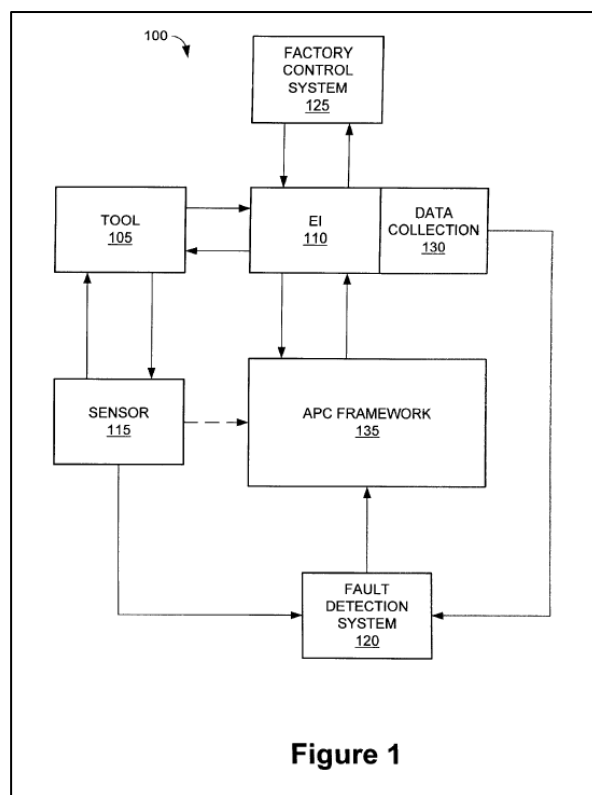 100
FACTORY
CONTROL
SYSTEM
125
TOOL
105
EI
110
DATA
COLLECTION
130
SENSOR
115
APC FRAMEWORK
135
FAULT
DETECTION
SYSTEM
120
Figure 1